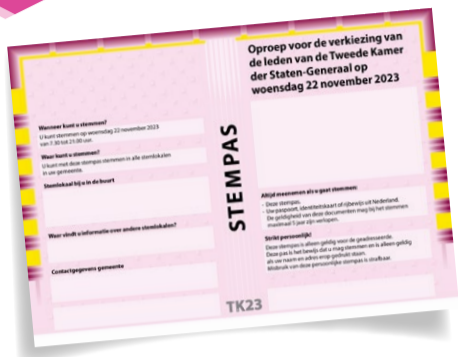 Wanneer kunt u stemmen?
U kunt stemmen op woensdag 22 november 2023
van 7.30 tot 21.00 uur.
Waar kunt u stemmen?
U kunt met deze stempas stemmen in alle stemlokalen
in uw gemeente.
Stemlokaal bij u in de buurt
Waar vindt u informatie over andere stemlokalen?
Contactgegevens gemeente
STEMPAS
TK23
Oproep voor de verkiezing van
de leden van de Tweede Kamer
der Staten-Generaal op
woensdag 22 november 2023
Altijd meenemen als u gaat stemmen:
- Deze stempas.
- Uw paspoort, identiteitskaart of rijbewijs uit Nederland.
De geldigheid van deze documenten mag bij het stemmen
maximaal 5 jaar zijn verlopen.
Strikt persoonlijk!
Deze stempas is alleen geldig voor de geadresseerde.
Deze pas is het bewijs dat u mag stemmen en is alleen geldig
als uw naam en adres erop gedrukt staan.
Misbruik van deze persoonlijke stempas is strafbaar.